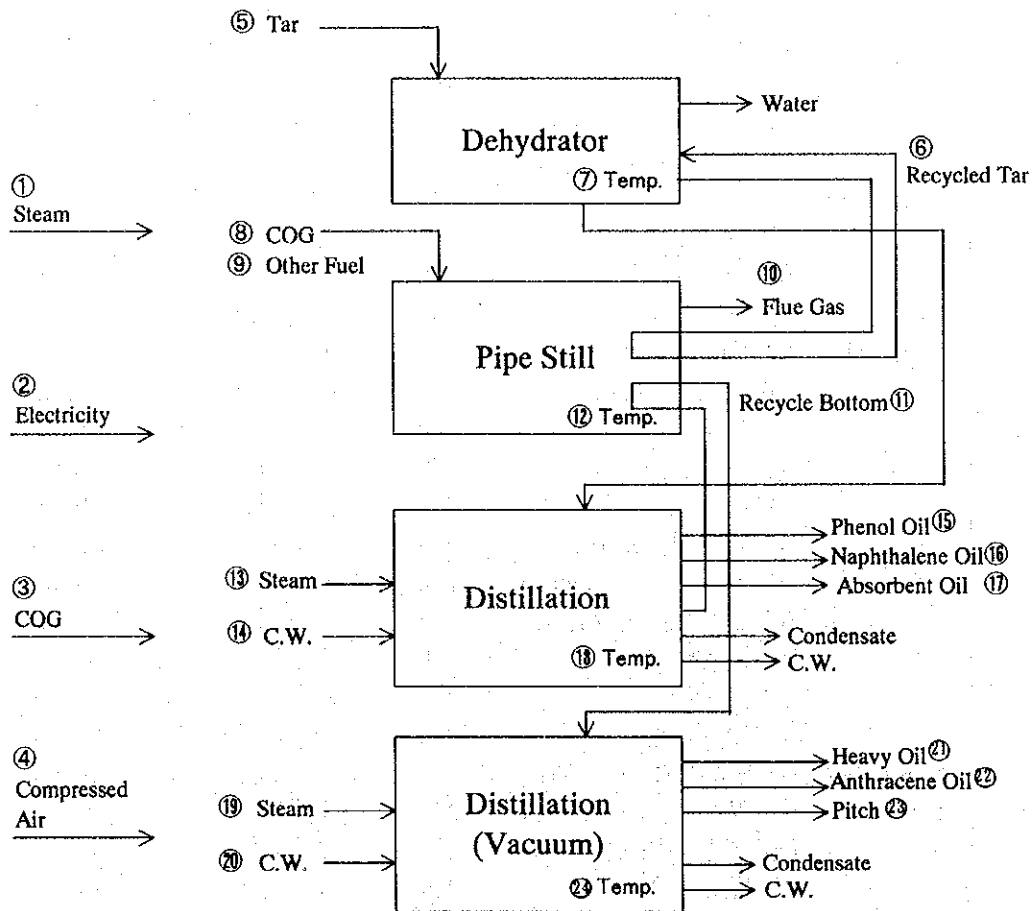 ⑤ Tar
Water
Dehydrator
⑥
Recycled Tar
⑦ Temp.
①
Steam
⑧ COG
⑨ Other Fuel
⑩
Flue Gas
Pipe Still
②
Electricity
Recycle Bottom ⑪
⑫ Temp.
Phenol Oil ⑮
Naphthalene Oil ⑯
Absorbent Oil ⑰
③
COG
⑬ Steam
Distillation
⑭ C.W.
Condensate
⑱ Temp.
C.W.
④
Compressed
Air
Heavy Oil ㉑
Anthracene Oil ㉒
Pitch ㉓
⑲ Steam
Distillation
(Vacuum)
⑳ C.W.
Condensate
㉔ Temp.
C.W.